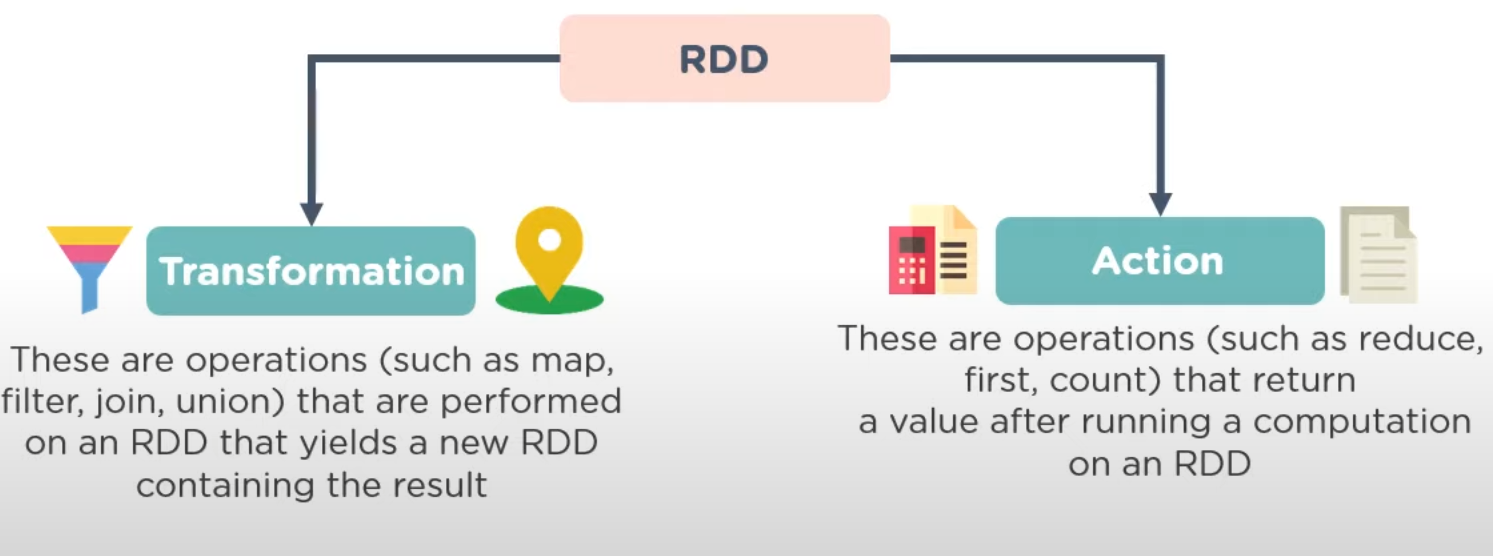 RDD
Transformation
These are operations (such as map,
filter, join, union) that are performed
on an RDD that yields a new RDD
containing the result
Action
These are operations (such as reduce,
first, count) that return
a value after running a computation
on an RDD